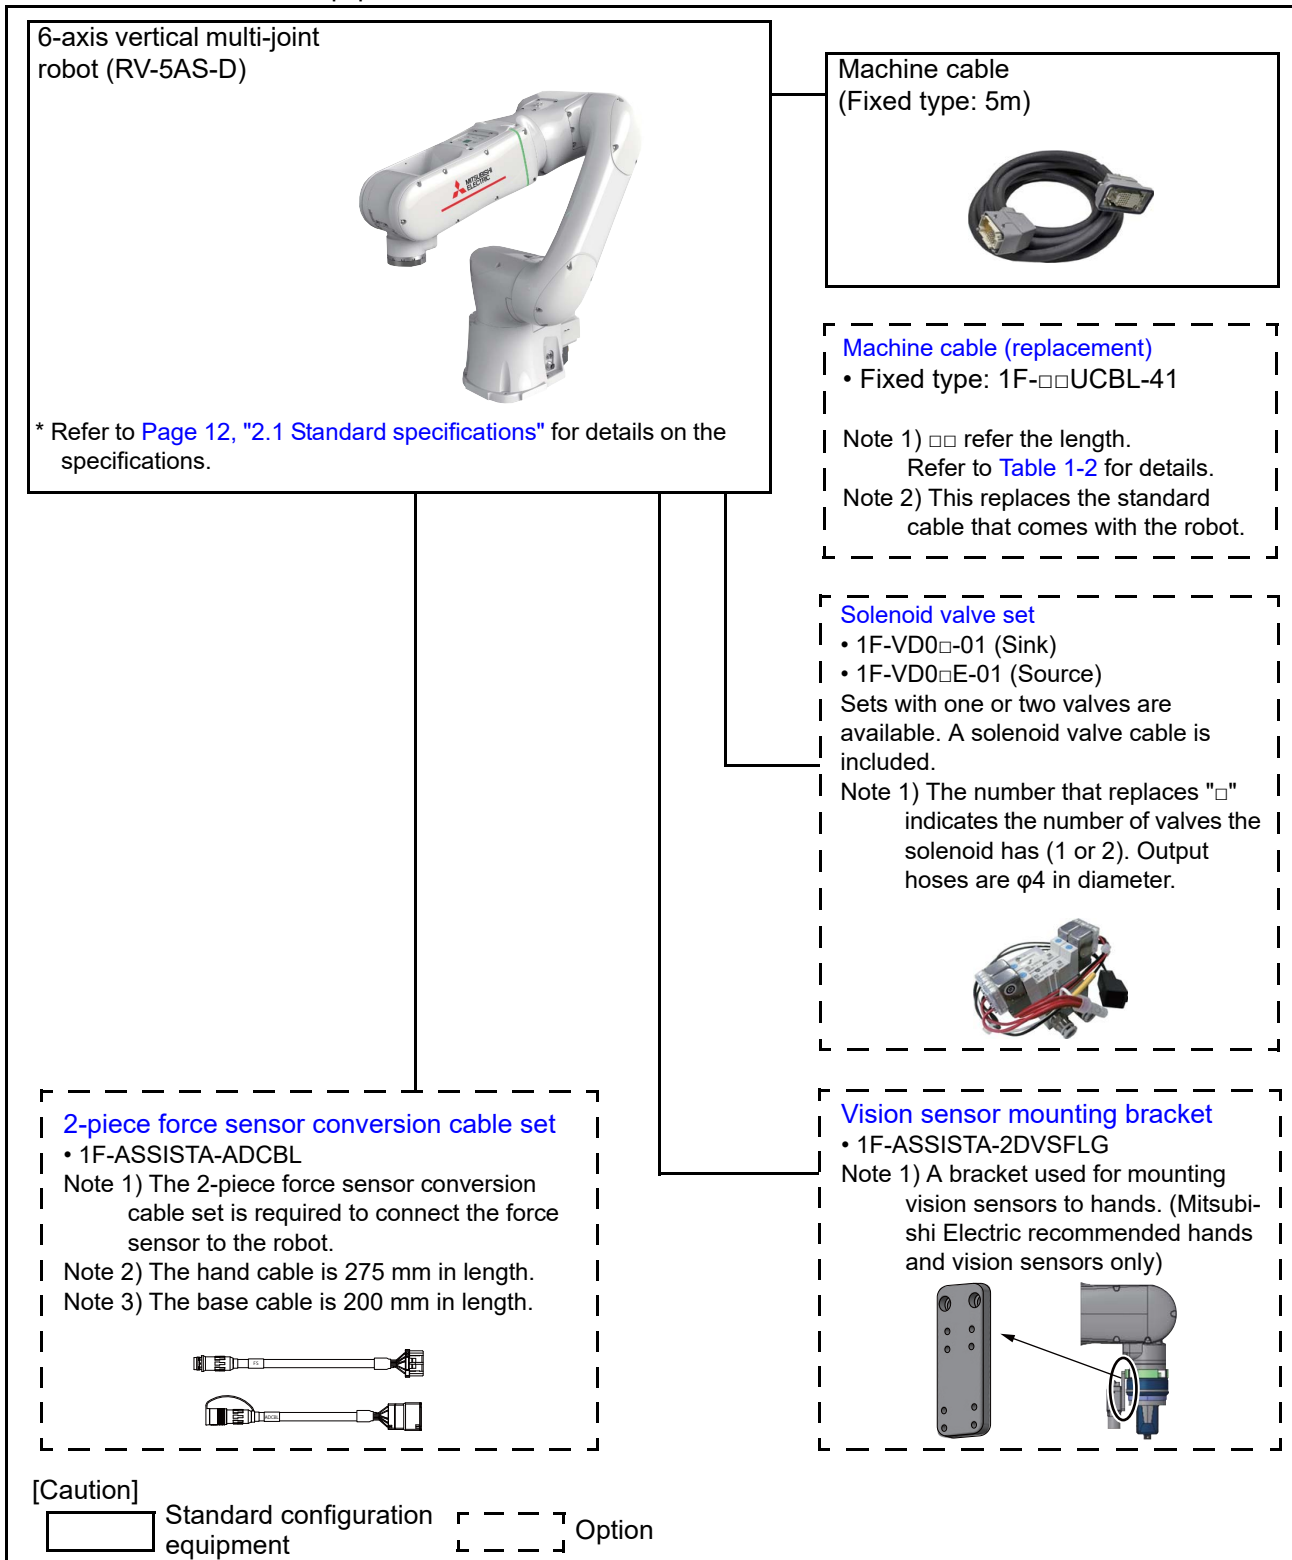 6-axis vertical multi-joint
robot (RV-5AS-D)
MITSUBISHI
ELECTRIC
* Refer to Page 12, "2.1 Standard specifications" for details on the
specifications.
Machine cable
(Fixed type: 5m)
Machine cable (replacement)
• Fixed type: 1F-□□UCBL-41
Note 1) □□ refer the length.
Refer to Table 1-2 for details.
Note 2) This replaces the standard
cable that comes with the robot.
Solenoid valve set
• 1F-VD0□-01 (Sink)
• 1F-VD0□E-01 (Source)
Sets with one or two valves are
available. A solenoid valve cable is
included.
Note 1) The number that replaces "□"
indicates the number of valves the
solenoid has (1 or 2). Output
hoses are φ4 in diameter.
2-piece force sensor conversion cable set
• 1F-ASSISTA-ADCBL
Note 1) The 2-piece force sensor conversion
cable set is required to connect the force
sensor to the robot.
Note 2) The hand cable is 275 mm in length.
Note 3) The base cable is 200 mm in length.
FS
ADCBL
Vision sensor mounting bracket
• 1F-ASSISTA-2DVSFLG
Note 1) A bracket used for mounting
vision sensors to hands. (Mitsubi-
shi Electric recommended hands
and vision sensors only)
[Caution]
Standard configuration
equipment
Option